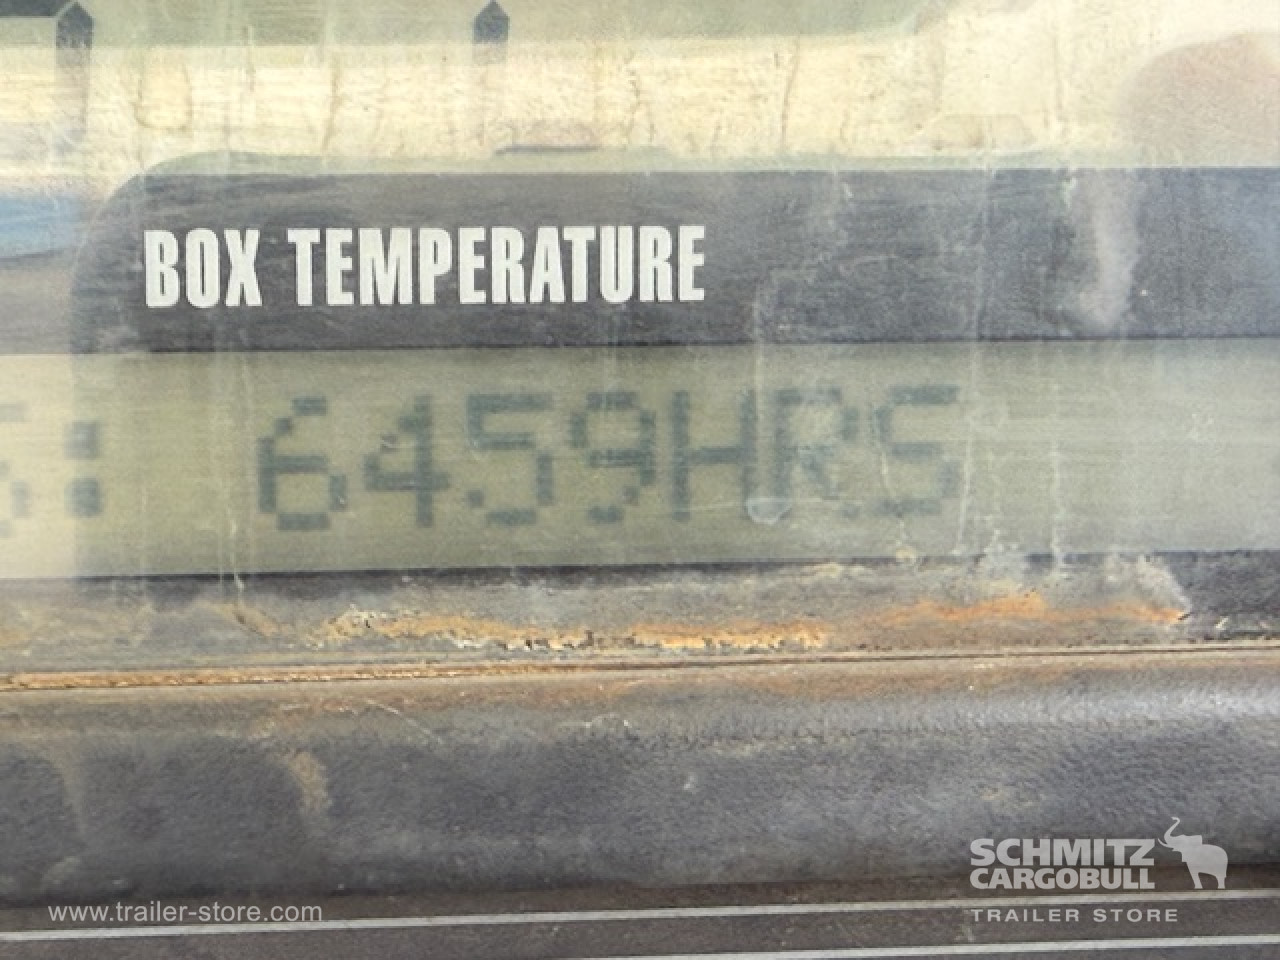 BOX TEMPERATURE
S: 6459HRS
SCHMITZ
CARGOBULL
TRAILER STORE
www.trailer-store.com